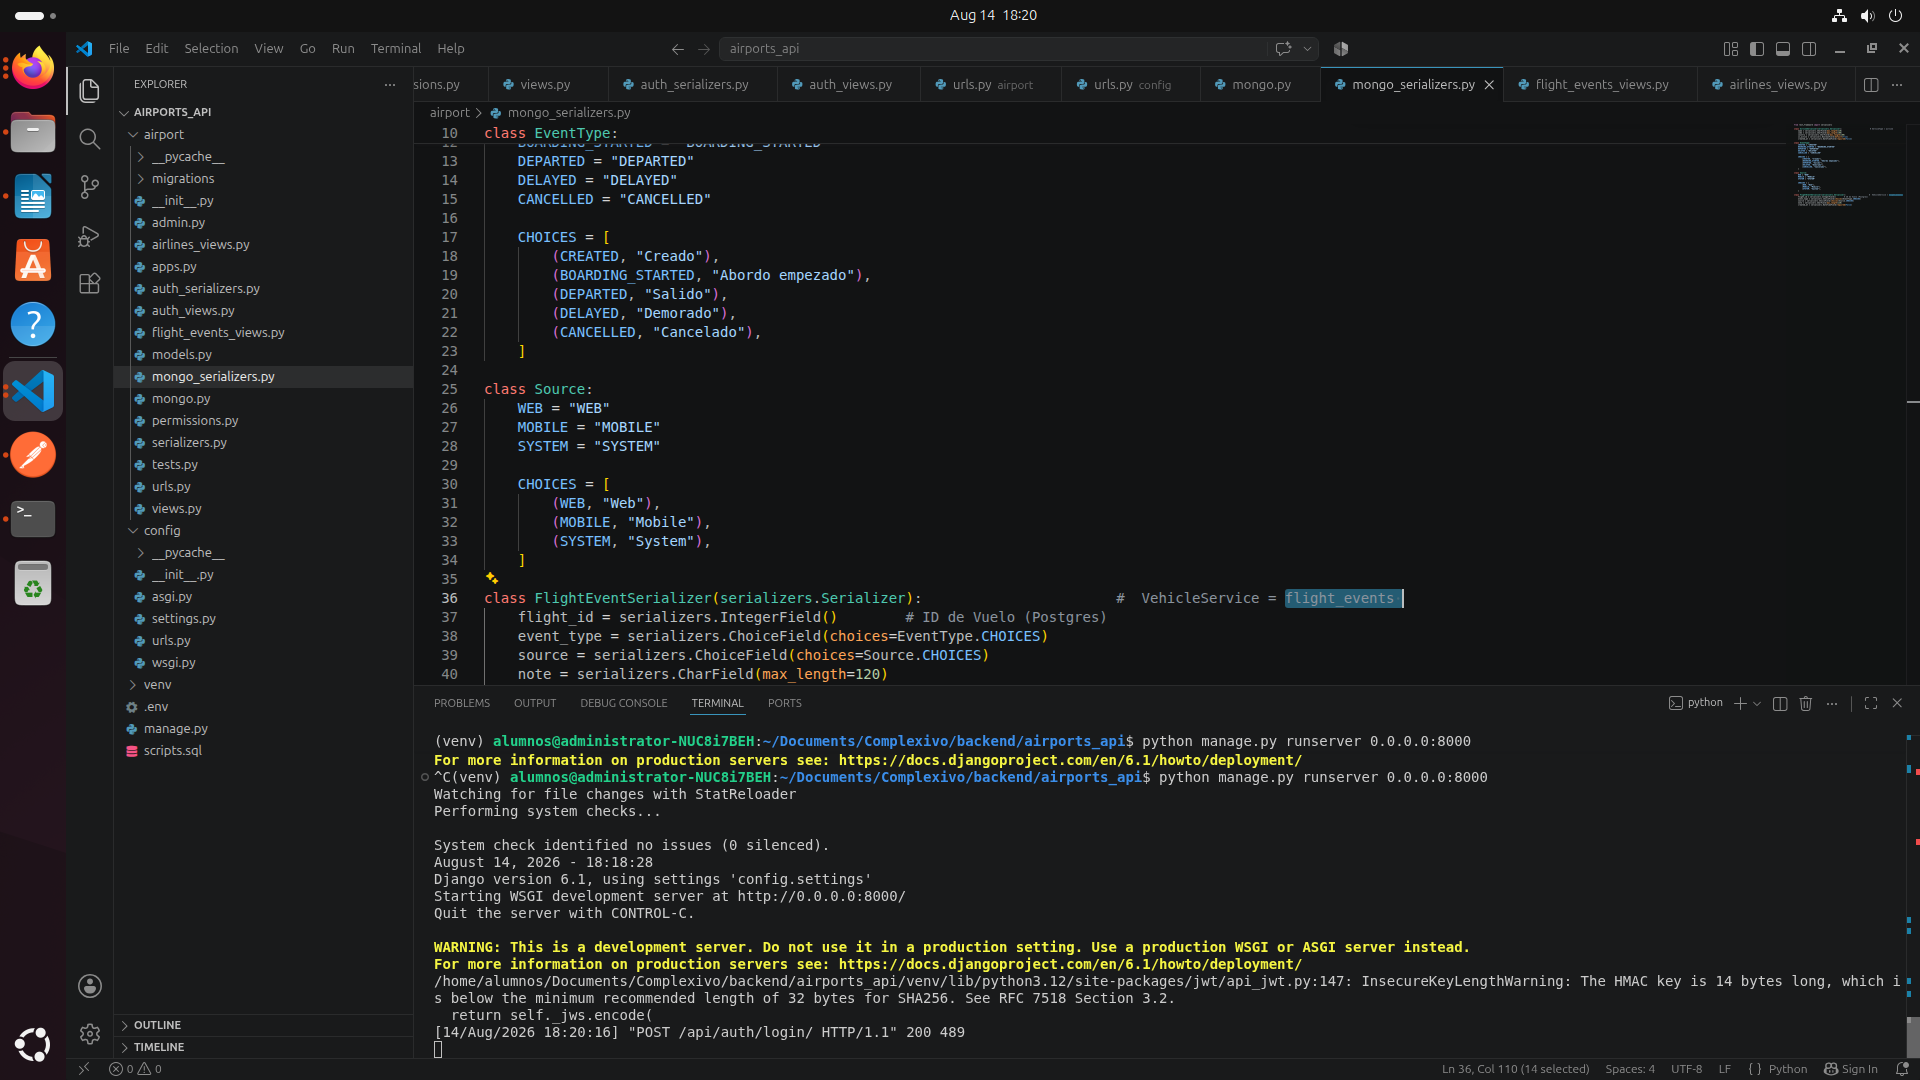 Aug 14 18:20
File Edit Selection View Go Run Terminal Help
airports_api
EXPLORER
sions.py
views.py
auth_serializers.py
auth_views.py
urls.py airport
urls.py config
mongo.py
mongo_serializers.py
flight_events_views.py
airlines_views.py
AIRPORTS_API
airport
__pycache__
migrations
__init__.py
admin.py
airlines_views.py
apps.py
auth_serializers.py
auth_views.py
flight_events_views.py
models.py
mongo_serializers.py
mongo.py
permissions.py
serializers.py
tests.py
urls.py
views.py
config
__pycache__
__init__.py
asgi.py
settings.py
urls.py
wsgi.py
venv
.env
manage.py
scripts.sql
OUTLINE
TIMELINE
airport > mongo_serializers.py
10 class EventType:
12 BOARDING_STARTED = "BOARDING_STARTED"
13 DEPARTED = "DEPARTED"
14 DELAYED = "DELAYED"
15 CANCELLED = "CANCELLED"
16
17 CHOICES = [
18 (CREATED, "Creado"),
19 (BOARDING_STARTED, "Abordo empezado"),
20 (DEPARTED, "Salido"),
21 (DELAYED, "Demorado"),
22 (CANCELLED, "Cancelado"),
23 ]
24
25 class Source:
26 WEB = "WEB"
27 MOBILE = "MOBILE"
28 SYSTEM = "SYSTEM"
29
30 CHOICES = [
31 (WEB, "Web"),
32 (MOBILE, "Mobile"),
33 (SYSTEM, "System"),
34 ]
35
36 class FlightEventSerializer(serializers.Serializer): # VehicleService = flight_events
37 flight_id = serializers.IntegerField() # ID de Vuelo (Postgres)
38 event_type = serializers.ChoiceField(choices=EventType.CHOICES)
39 source = serializers.ChoiceField(choices=Source.CHOICES)
40 note = serializers.CharField(max_length=120)
PROBLEMS OUTPUT DEBUG CONSOLE TERMINAL PORTS
python
(venv) alumnos@administrator-NUC8i7BEH:~/Documents/Complexivo/backend/airports_api$ python manage.py runserver 0.0.0.0:8000
For more information on production servers see: https://docs.djangoproject.com/en/6.1/howto/deployment/
^C(venv) alumnos@administrator-NUC8i7BEH:~/Documents/Complexivo/backend/airports_api$ python manage.py runserver 0.0.0.0:8000
Watching for file changes with StatReloader
Performing system checks...
System check identified no issues (0 silenced).
August 14, 2026 - 18:18:28
Django version 6.1, using settings 'config.settings'
Starting WSGI development server at http://0.0.0.0:8000/
Quit the server with CONTROL-C.
WARNING: This is a development server. Do not use it in a production setting. Use a production WSGI or ASGI server instead.
For more information on production servers see: https://docs.djangoproject.com/en/6.1/howto/deployment/
/home/alumnos/Documents/Complexivo/backend/airports_api/venv/lib/python3.12/site-packages/jwt/api_jwt.py:147: InsecureKeyLengthWarning: The HMAC key is 14 bytes long, which i
s below the minimum recommended length of 32 bytes for SHA256. See RFC 7518 Section 3.2.
return self._jws.encode(
[14/Aug/2026 18:20:16] "POST /api/auth/login/ HTTP/1.1" 200 489
0 0
Ln 36, Col 110 (14 selected) Spaces: 4 UTF-8 LF { } Python Sign In